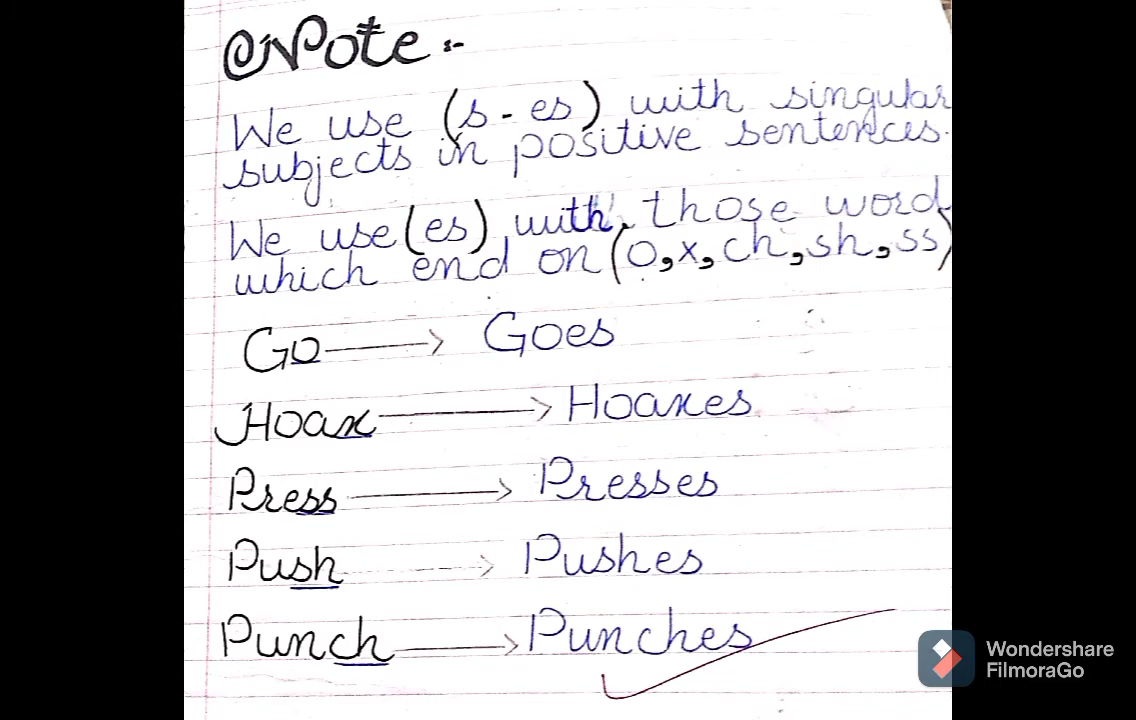 Note :-
We use (s - es) with singular
subjects in positive sentences.
We use (es) with those word
which end on (o, x, ch, sh, ss)
Go → Goes
Hoax → Hoaxes
Press → Presses
Push → Pushes
Punch → Punches
Wondershare
FilmoraGo